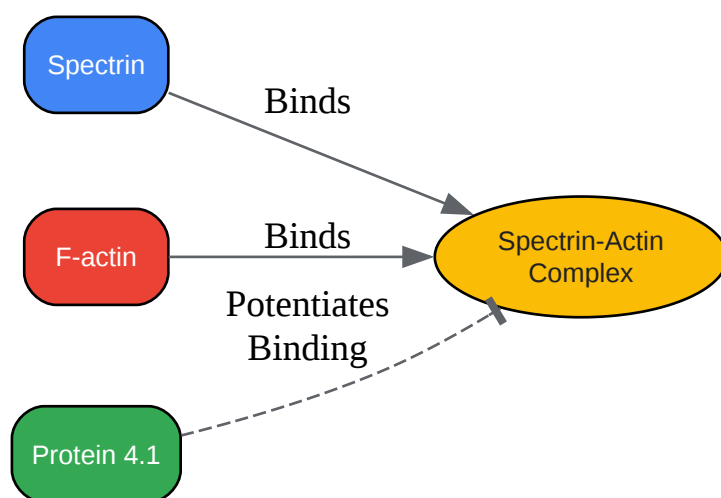 Spectrin
Binds
F-actin
Binds
Spectrin-Actin
Complex
Potentiates
Binding
Protein 4.1